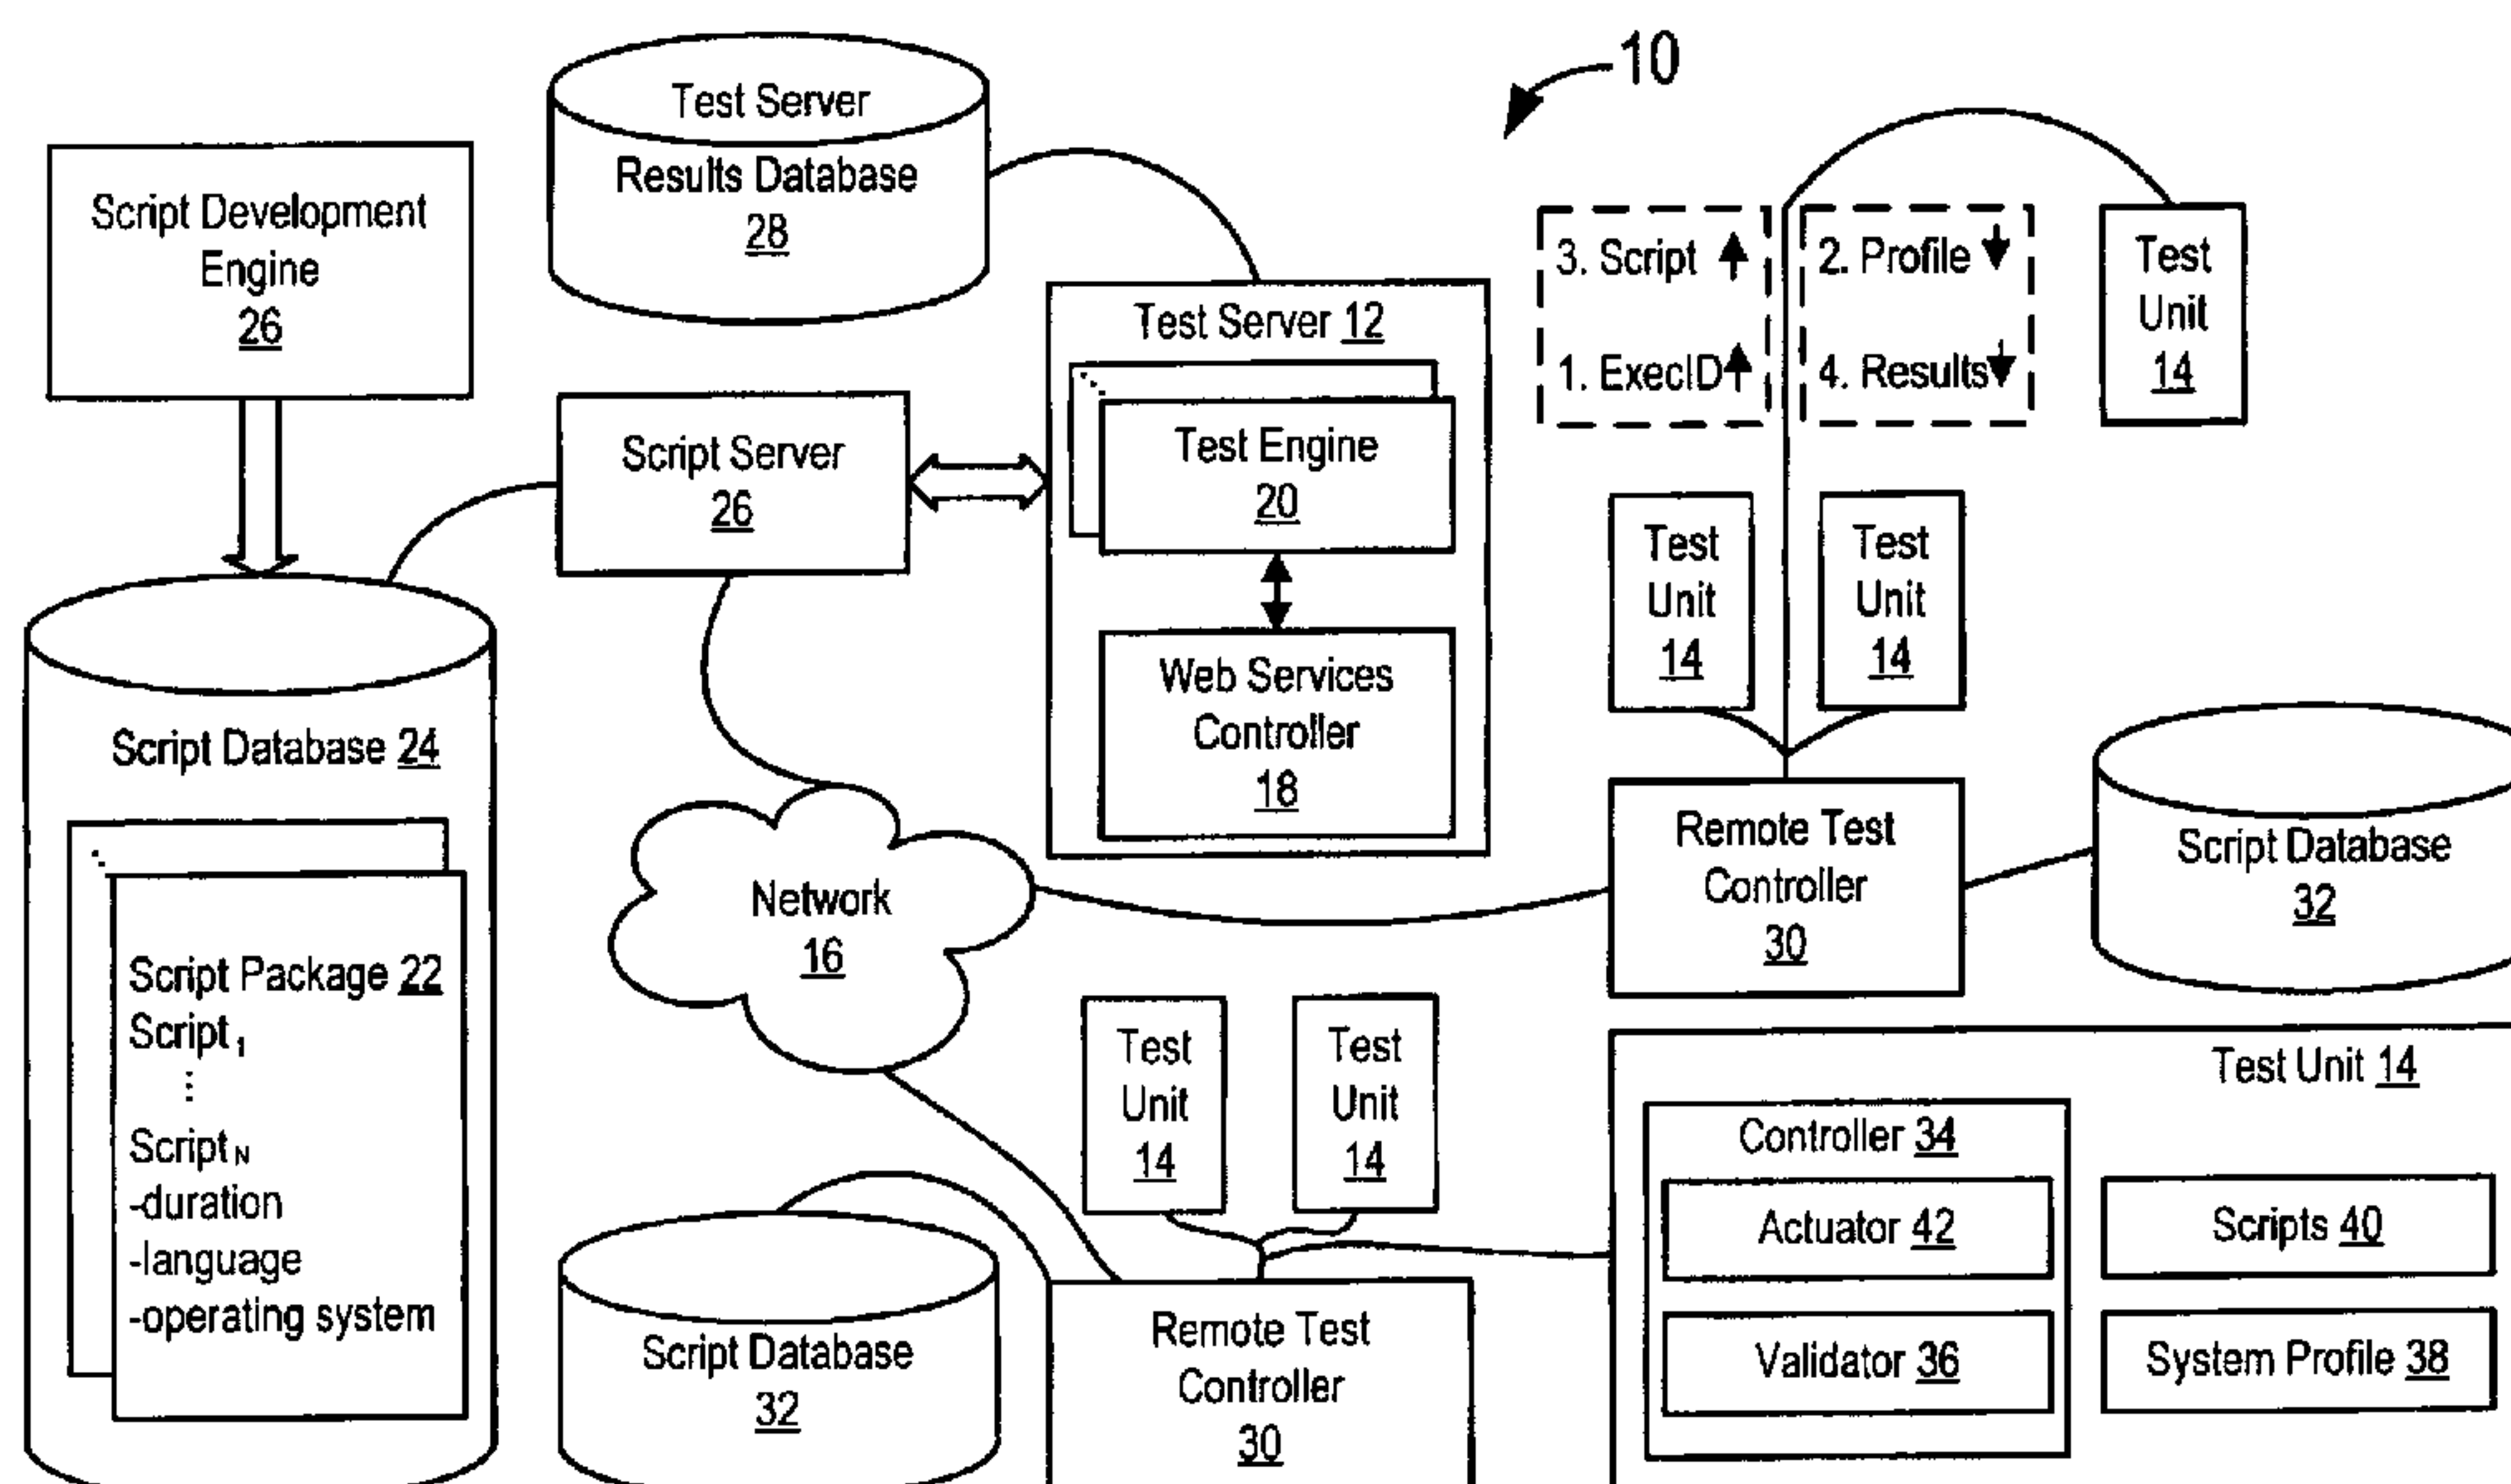 10
Test Server
Results Database
28
Script Development
Engine
26
Test Server 12
Test Engine
20
Web Services
Controller
18
Script Server
26
3. Script
1. ExecID
2. Profile
4. Results
Test
Unit
14
Test
Unit
14
Test
Unit
14
Script Database 24
Script Package 22
Script 1
⋮
Script N
-duration
-language
-operating system
Network
16
Remote Test
Controller
30
Script Database
32
Test
Unit
14
Test
Unit
14
Script Database
32
Remote Test
Controller
30
Test Unit 14
Controller 34
Actuator 42
Validator 36
Scripts 40
System Profile 38